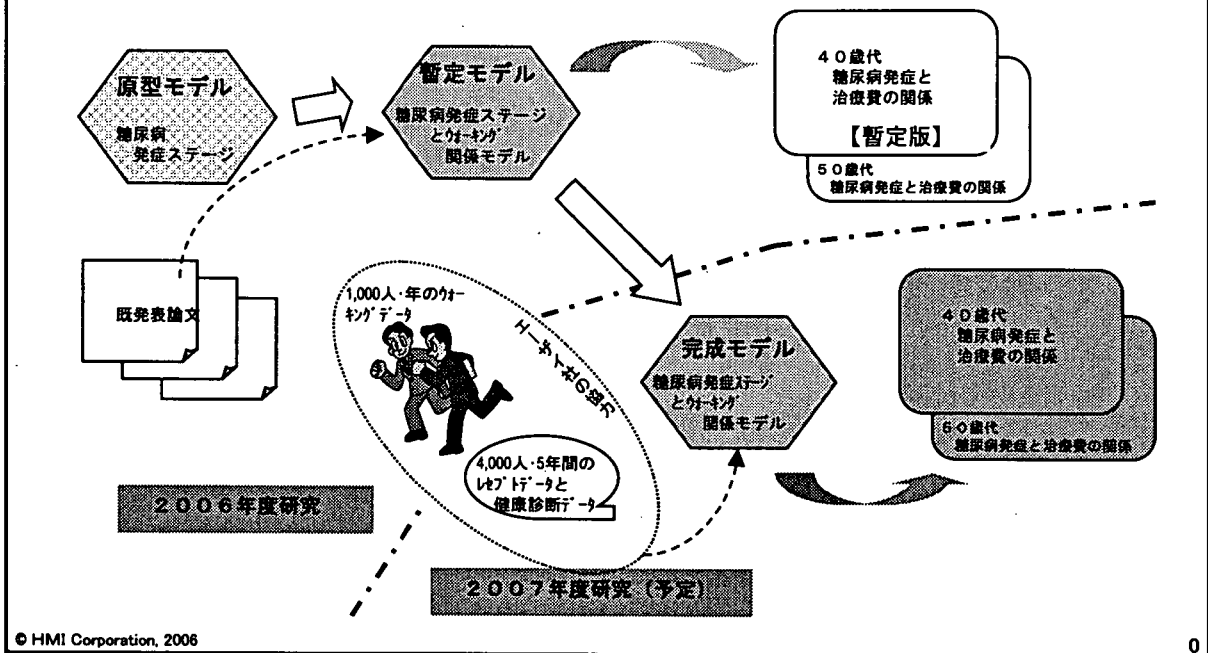 原型モデル
糖尿病
発症ステージ
暫定モデル
糖尿病発症ステージ
とウォーキング
関係モデル
40歳代
糖尿病発症と
治療費の関係
【暫定版】
50歳代
糖尿病発症と治療費の関係
既発表論文
1,000人・年のウォー
キングデータ
エーザイ社の協力
4,000人・5年間の
レセプトデータと
健康診断データ
完成モデル
糖尿病発症ステージ
とウォーキング
関係モデル
40歳代
糖尿病発症と
治療費の関係
50歳代
糖尿病発症と治療費の関係
2006年度研究
2007年度研究(予定)
© HMI Corporation, 2006
0